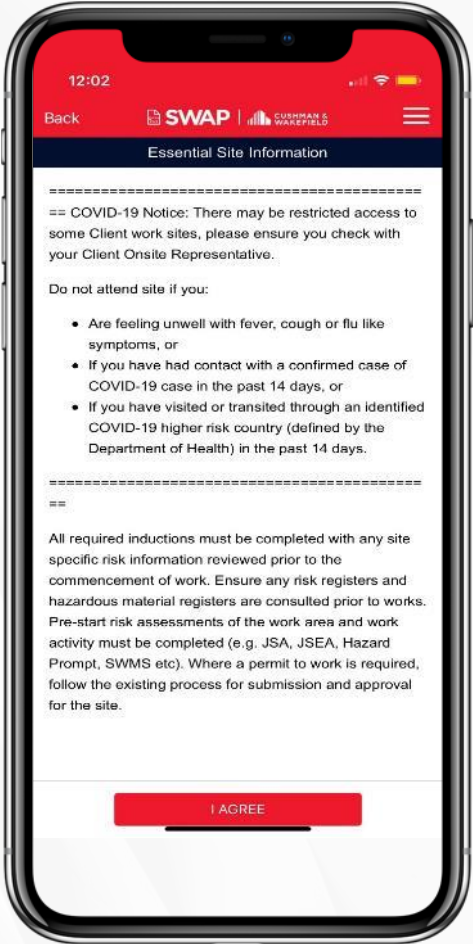 12:02
Back SWAP | CUSHMAN & WAKEFIELD
Essential Site Information
===========================================
== COVID-19 Notice: There may be restricted access to
some Client work sites, please ensure you check with
your Client Onsite Representative.
Do not attend site if you:
• Are feeling unwell with fever, cough or flu like
symptoms, or
• If you have had contact with a confirmed case of
COVID-19 case in the past 14 days, or
• If you have visited or transited through an identified
COVID-19 higher risk country (defined by the
Department of Health) in the past 14 days.
===========================================
==
All required inductions must be completed with any site
specific risk information reviewed prior to the
commencement of work. Ensure any risk registers and
hazardous material registers are consulted prior to works.
Pre-start risk assessments of the work area and work
activity must be completed (e.g. JSA, JSEA, Hazard
Prompt, SWMS etc). Where a permit to work is required,
follow the existing process for submission and approval
for the site.
I AGREE